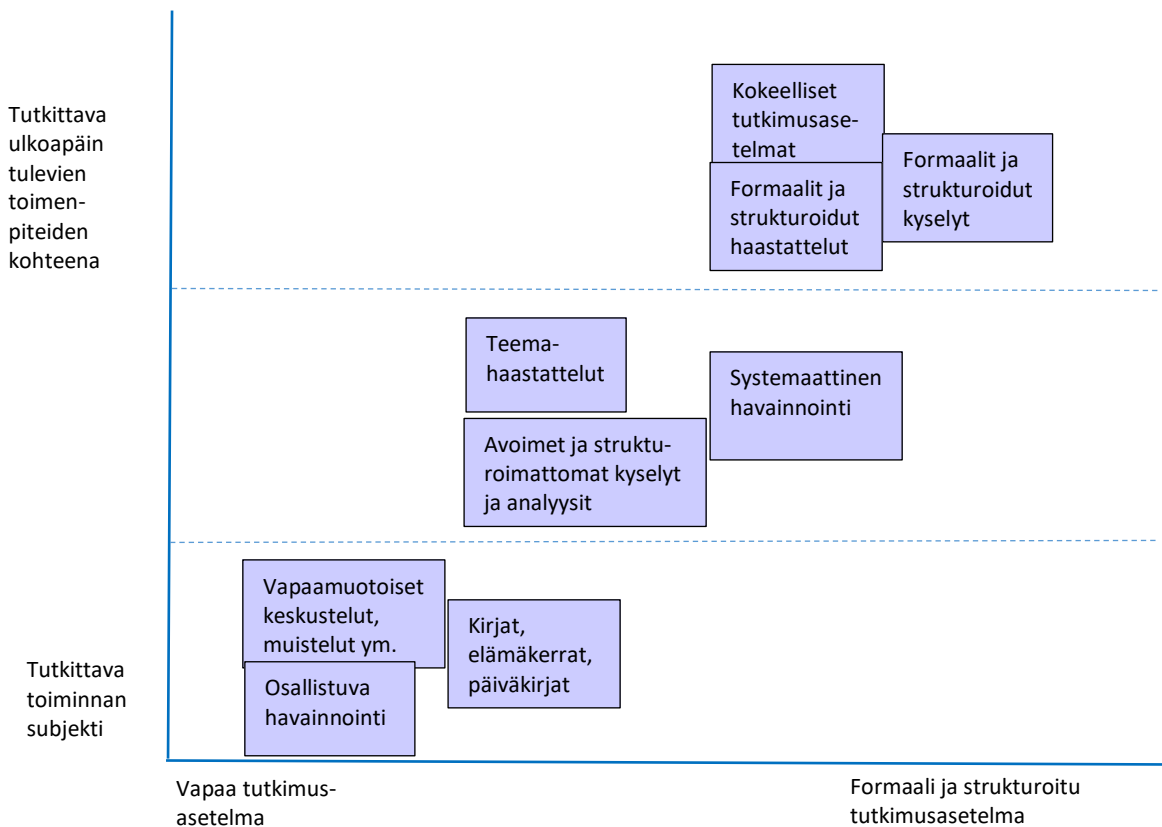 Tutkittava
ulkoapäin
tulevien
toimen-
piteiden
kohteena
Kokeelliset
tutkimusase-
telmat
Formaalit ja
strukturoidut
haastattelut
Formaalit ja
strukturoidut
kyselyt
Teema-
haastattelut
Systemaattinen
havainnointi
Avoimet ja struktu-
roimattomat kyselyt
ja analyysit
Vapaamuotoiset
keskustelut,
muistelut ym.
Kirjat,
elämäkerrat,
päiväkirjat
Osallistuva
havainnointi
Tutkittava
toiminnan
subjekti
Vapaa tutkimus-
asetelma
Formaali ja strukturoitu
tutkimusasetelma